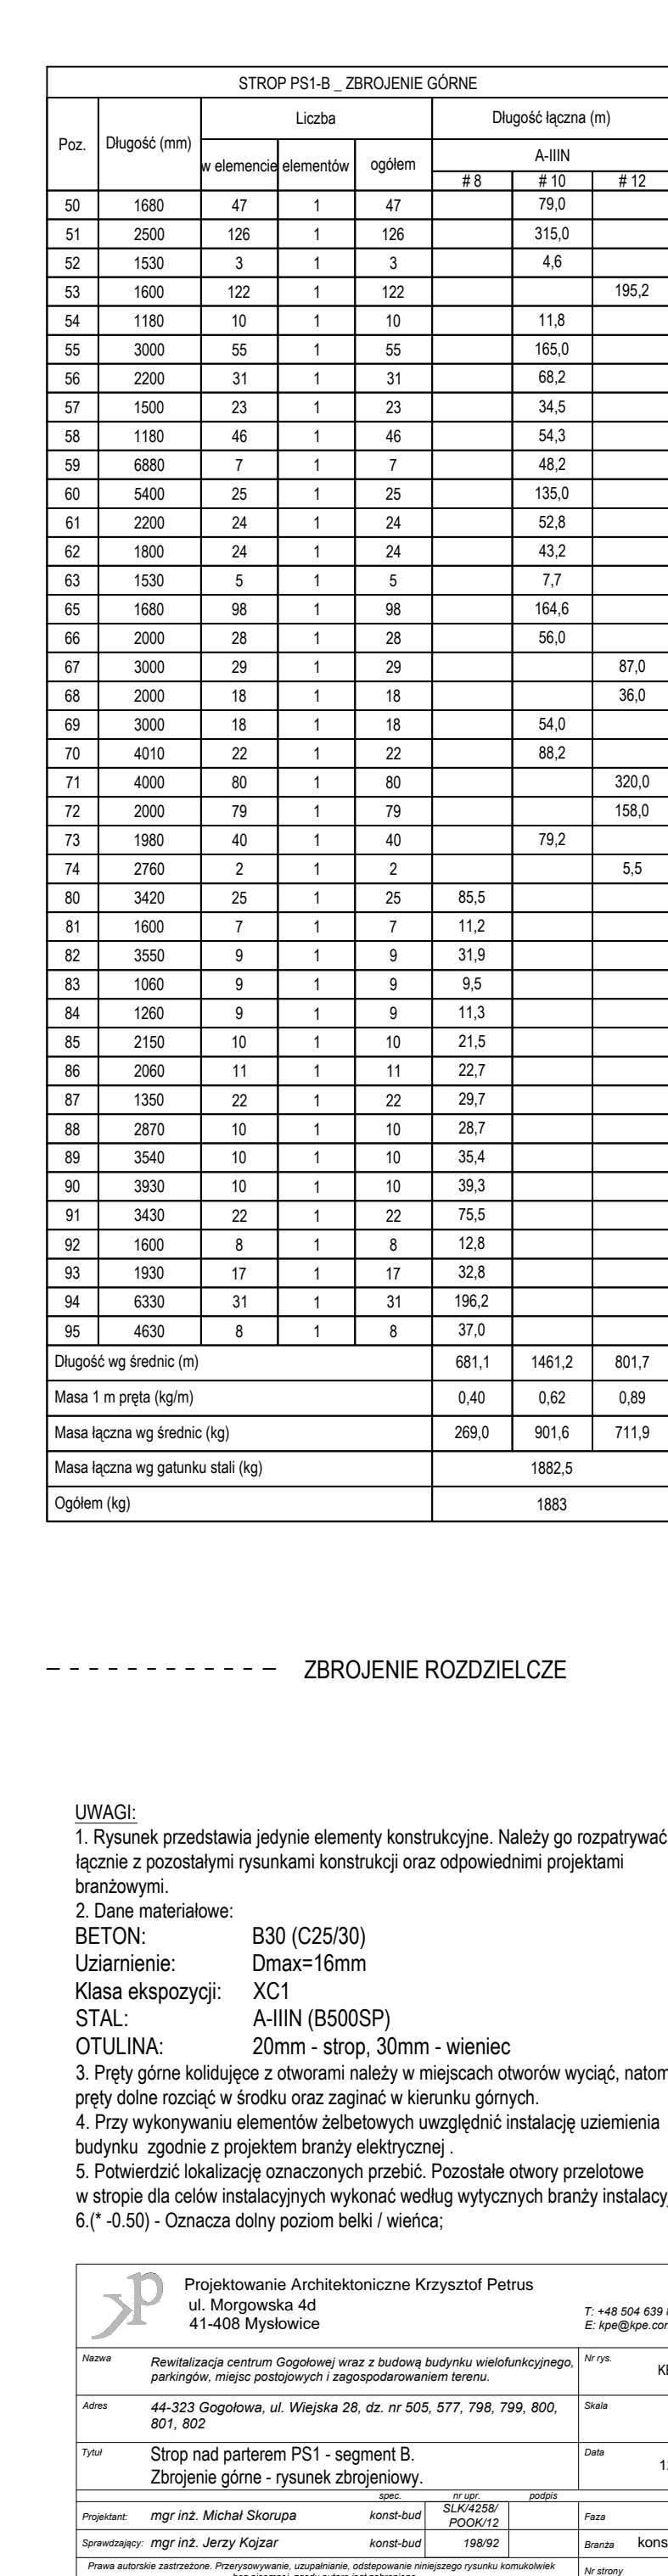 STROP PS1-B _ ZBROJENIE GÓRNE
Poz. Długość (mm) Liczba Długość łączna (m)
w elemencie elementów ogółem A-IIIN
# 8 # 10 # 12
50 1680 47 1 47 79,0
51 2500 126 1 126 315,0
52 1530 3 1 3 4,6
53 1600 122 1 122 195,2
54 1180 10 1 10 11,8
55 3000 55 1 55 165,0
56 2200 31 1 31 68,2
57 1500 23 1 23 34,5
58 1180 46 1 46 54,3
59 6880 7 1 7 48,2
60 5400 25 1 25 135,0
61 2200 24 1 24 52,8
62 1800 24 1 24 43,2
63 1530 5 1 5 7,7
65 1680 98 1 98 164,6
66 2000 28 1 28 56,0
67 3000 29 1 29 87,0
68 2000 18 1 18 36,0
69 3000 18 1 18 54,0
70 4010 22 1 22 88,2
71 4000 80 1 80 320,0
72 2000 79 1 79 158,0
73 1980 40 1 40 79,2
74 2760 2 1 2 5,5
80 3420 25 1 25 85,5
81 1600 7 1 7 11,2
82 3550 9 1 9 31,9
83 1060 9 1 9 9,5
84 1260 9 1 9 11,3
85 2150 10 1 10 21,5
86 2060 11 1 11 22,7
87 1350 22 1 22 29,7
88 2870 10 1 10 28,7
89 3540 10 1 10 35,4
90 3930 10 1 10 39,3
91 3430 22 1 22 75,5
92 1600 8 1 8 12,8
93 1930 17 1 17 32,8
94 6330 31 1 31 196,2
95 4630 8 1 8 37,0
Długość wg średnic (m) 681,1 1461,2 801,7
Masa 1 m pręta (kg/m) 0,40 0,62 0,89
Masa łączna wg średnic (kg) 269,0 901,6 711,9
Masa łączna wg gatunku stali (kg) 1882,5
Ogółem (kg) 1883
ZBROJENIE ROZDZIELCZE
UWAGI:
1. Rysunek przedstawia jedynie elementy konstrukcyjne. Należy go rozpatrywać
łącznie z pozostałymi rysunkami konstrukcji oraz odpowiednimi projektami
branżowymi.
2. Dane materiałowe:
BETON: B30 (C25/30)
Uziarnienie: Dmax=16mm
Klasa ekspozycji: XC1
STAL: A-IIIN (B500SP)
OTULINA: 20mm - strop, 30mm - wieniec
3. Pręty górne kolidujęce z otworami należy w miejscach otworów wyciąć, natom
pręty dolne rozciąć w środku oraz zaginać w kierunku górnych.
4. Przy wykonywaniu elementów żelbetowych uwzględnić instalację uziemienia
budynku zgodnie z projektem branży elektrycznej .
5. Potwierdzić lokalizację oznaczonych przebić. Pozostałe otwory przelotowe
w stropie dla celów instalacyjnych wykonać według wytycznych branży instalacy
6.(* -0.50) - Oznacza dolny poziom belki / wieńca;
Projektowanie Architektoniczne Krzysztof Petrus
ul. Morgowska 4d
41-408 Mysłowice
T: +48 504 639
E: kpe@kpe.com
Nazwa Rewitalizacja centrum Gogołowej wraz z budową budynku wielofunkcyjnego, Nr rys.
parkingów, miejsc postojowych i zagospodarowaniem terenu.
Adres 44-323 Gogołowa, ul. Wiejska 28, dz. nr 505, 577, 798, 799, 800, Skala
801, 802
Tytuł Strop nad parterem PS1 - segment B. Data
Zbrojenie górne - rysunek zbrojeniowy.
spec. nr upr. podpis
Projektant: mgr inż. Michał Skorupa konst-bud SLK/4258/ Faza
POOK/12
Sprawdzający: mgr inż. Jerzy Kojzar konst-bud 198/92 Branża kons
Prawa autorskie zastrzeżone. Przerysowywanie, uzupałnianie, odstepowanie niniejszego rysunku komukolwiek Nr strony